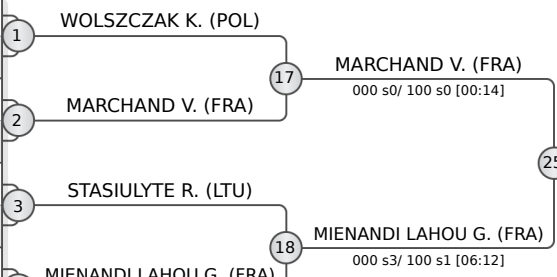 WOLSZCZAK K. (POL)
1
17
MARCHAND V. (FRA)
000 s0/ 100 s0 [00:14]
MARCHAND V. (FRA)
2
25
STASIULYTE R. (LTU)
3
18
MIENANDI LAHOU G. (FRA)
000 s3/ 100 s1 [06:12]
MIENANDI LAHOU G. (FRA)